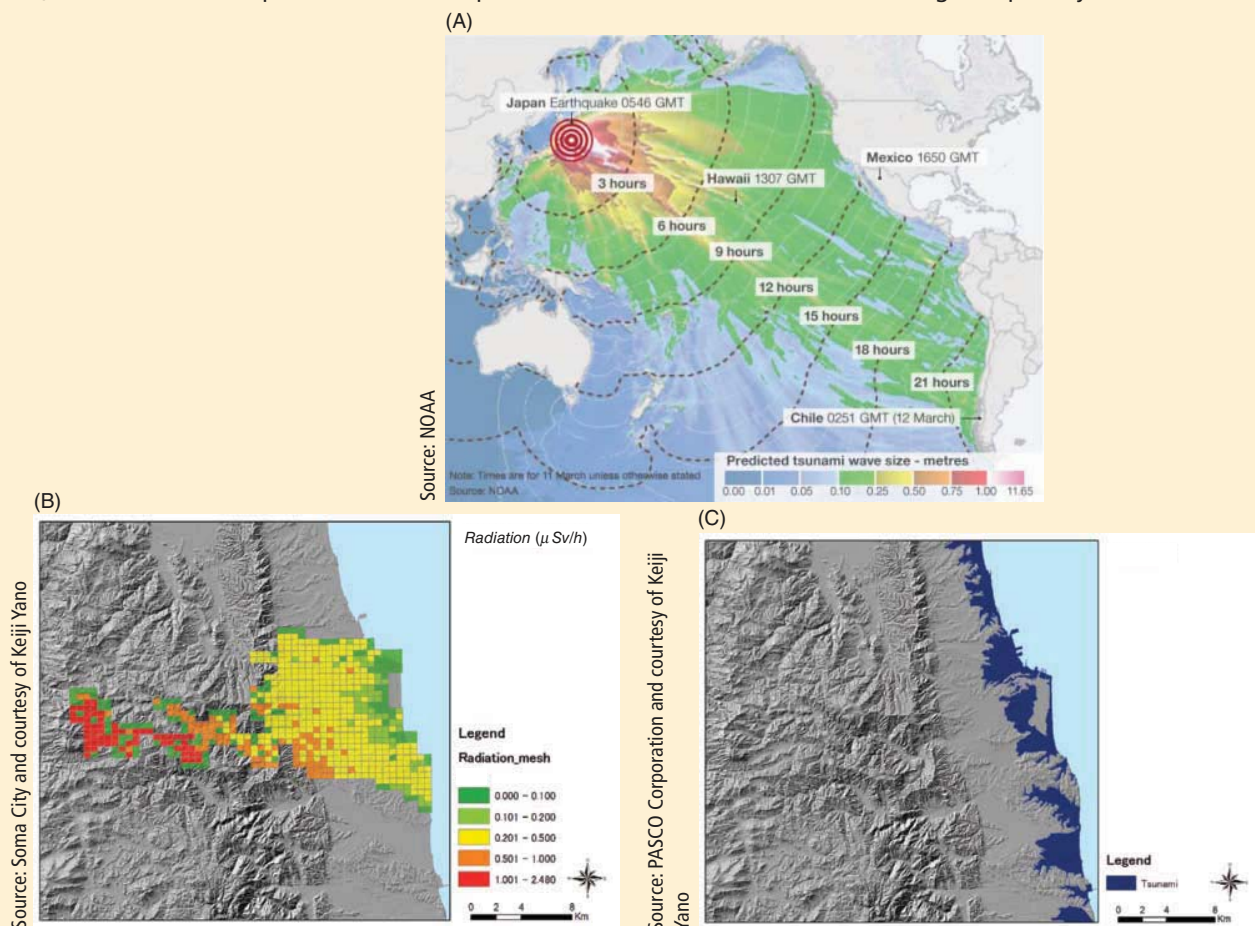 (A)
Japan Earthquake 0546 GMT
Mexico 1650 GMT
Hawaii 1307 GMT
3 hours
6 hours
9 hours
12 hours
15 hours
18 hours
21 hours
Chile 0251 GMT (12 March)
Predicted tsunami wave size - metres
0.00 0.01 0.05 0.10 0.25 0.50 0.75 1.00 11.65
Note: Times are for 11 March unless otherwise stated
Source: NOAA
Source: NOAA
(B)
Radiation (μ Sv/h)
Legend
Radiation_mesh
0.000 - 0.100
0.101 - 0.200
0.201 - 0.500
0.501 - 1.000
1.001 - 2.480
0 2 4 8
Km
Source: Soma City and courtesy of Keiji Yano
(C)
Legend
Tsunami
0 2 4 8
Km
Source: PASCO Corporation and courtesy of Keiji
Yano